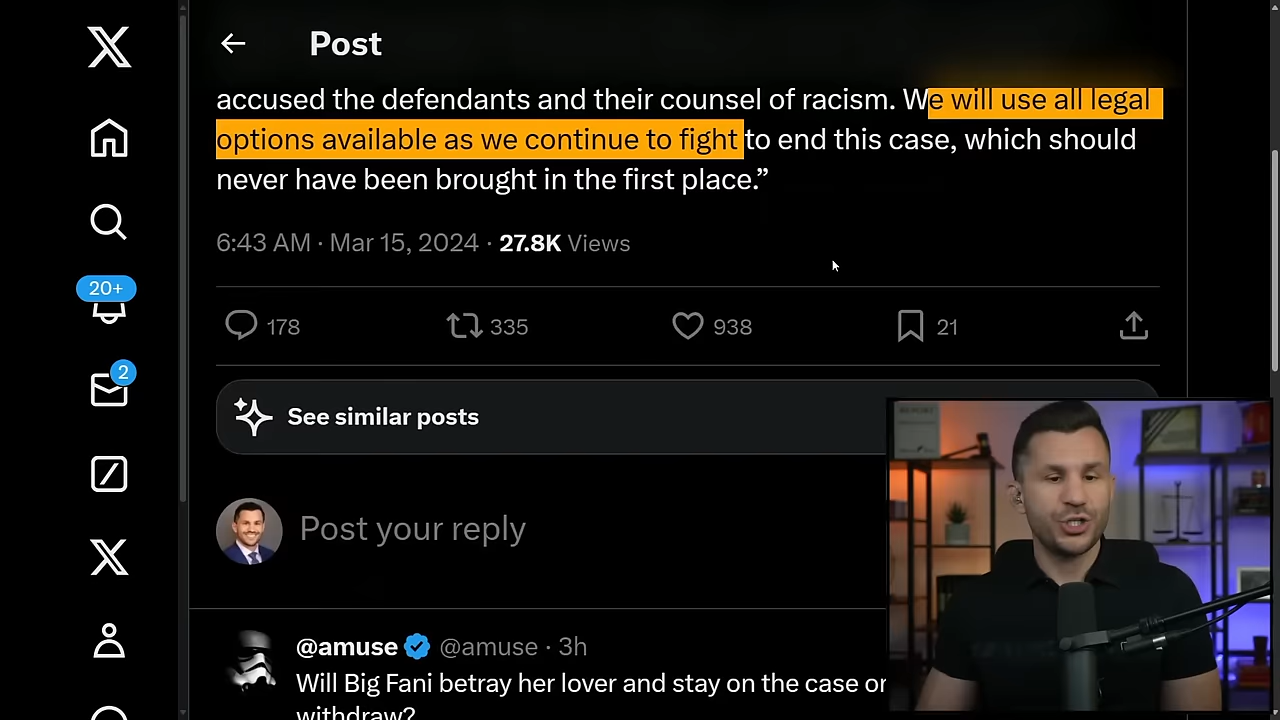 Post
accused the defendants and their counsel of racism. We will use all legal
options available as we continue to fight to end this case, which should
never have been brought in the first place.”
6:43 AM · Mar 15, 2024 · 27.8K Views
20+
178
335
938
21
2
See similar posts
Post your reply
@amuse @amuse · 3h
Will Big Fani betray her lover and stay on the case or
withdraw?